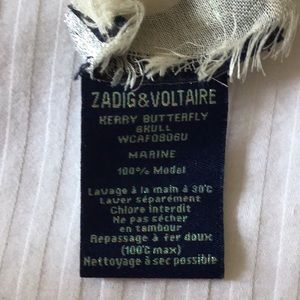 ZADIG&VOLTAIRE
KERRY BUTTERFLY
SKULL
WCAF0806U
MARINE
100% Modal
Lavage à la main à 30°C
Laver séparément
Chlore interdit
Ne pas sécher
en tambour
Repassage à fer doux
(100°C max)
Nettoyage à sec possible